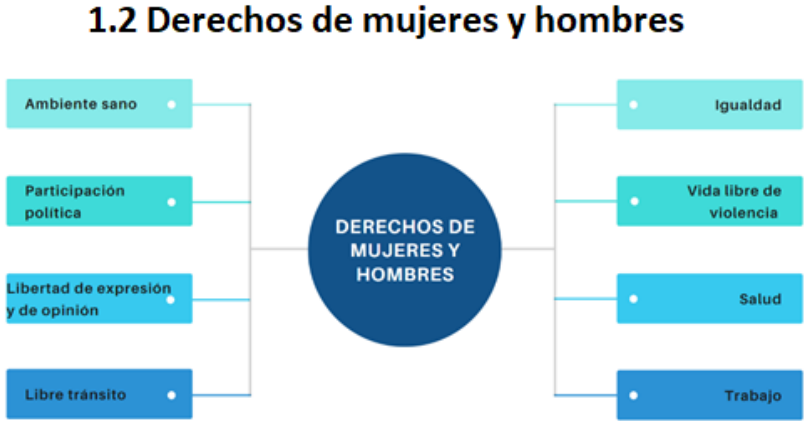 1.2 Derechos de mujeres y hombres
Ambiente sano
Participación
política
Libertad de expresión
y de opinión
Libre tránsito
DERECHOS DE
MUJERES Y
HOMBRES
Igualdad
Vida libre de
violencia
Salud
Trabajo